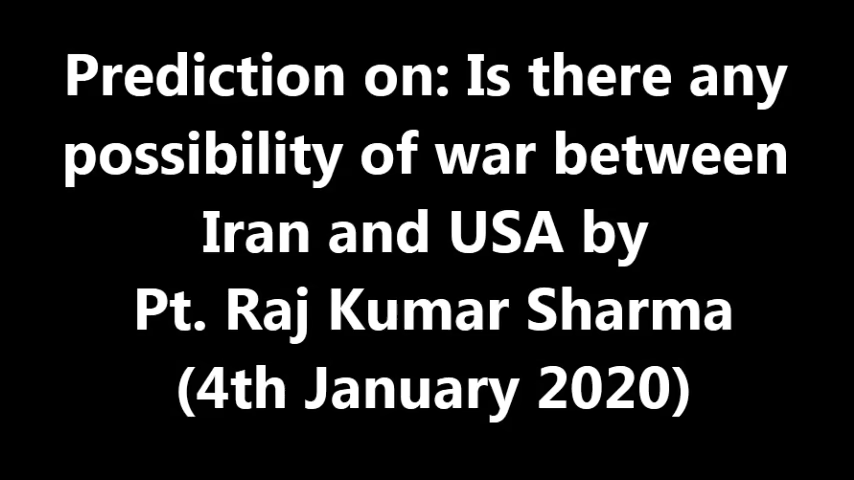 Prediction on: Is there any
possibility of war between
Iran and USA by
Pt. Raj Kumar Sharma
(4th January 2020)